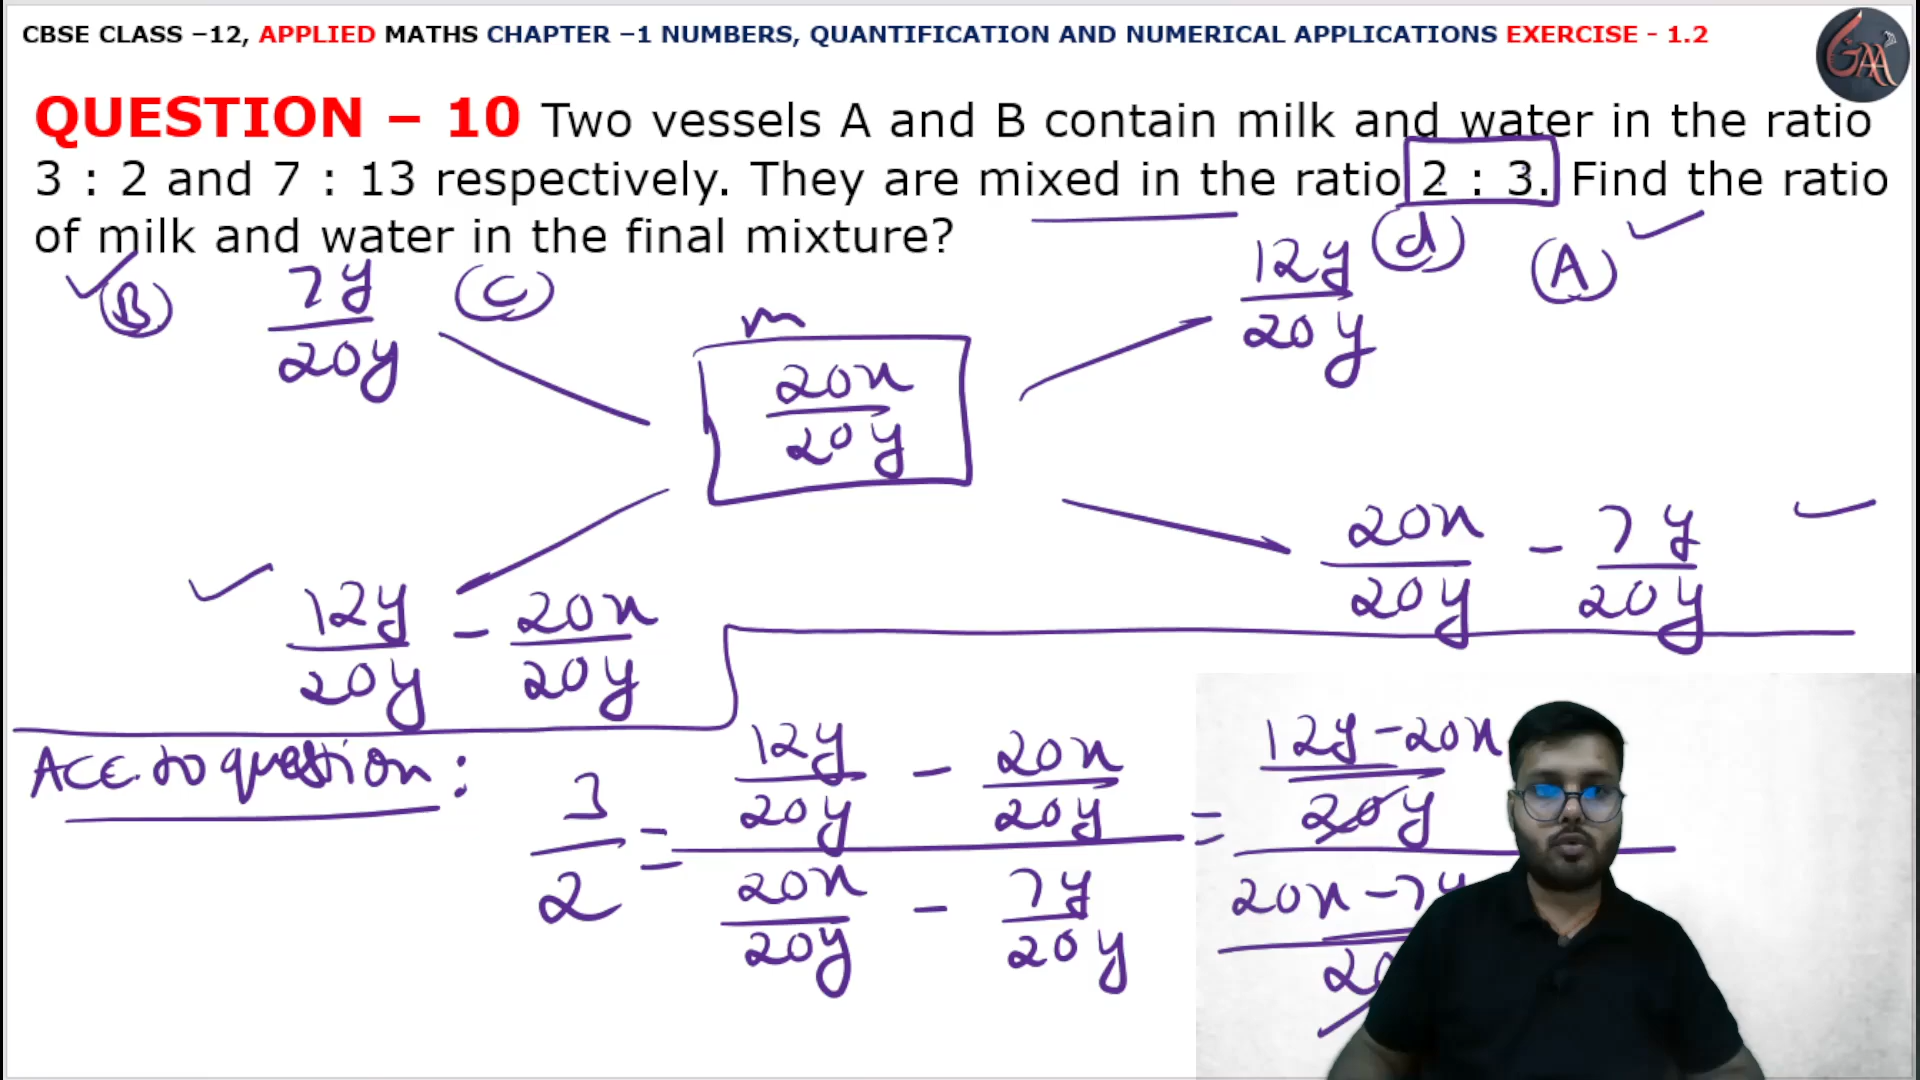 CBSE CLASS –12, APPLIED MATHS CHAPTER –1 NUMBERS, QUANTIFICATION AND NUMERICAL APPLICATIONS EXERCISE - 1.2
QUESTION – 10 Two vessels A and B contain milk and water in the ratio
3 : 2 and 7 : 13 respectively. They are mixed in the ratio 2 : 3. Find the ratio
of milk and water in the final mixture?
(B) 7y/20y (C) 12y/20y (d) (A)
m
20x/20y
20x/20y - 7y/20y
12y/20y - 20x/20y
Acc. to question :
3/2 = (12y/20y - 20x/20y)/(20x/20y - 7y/20y) = (12y - 20x/20y)/(20x - 7y/20